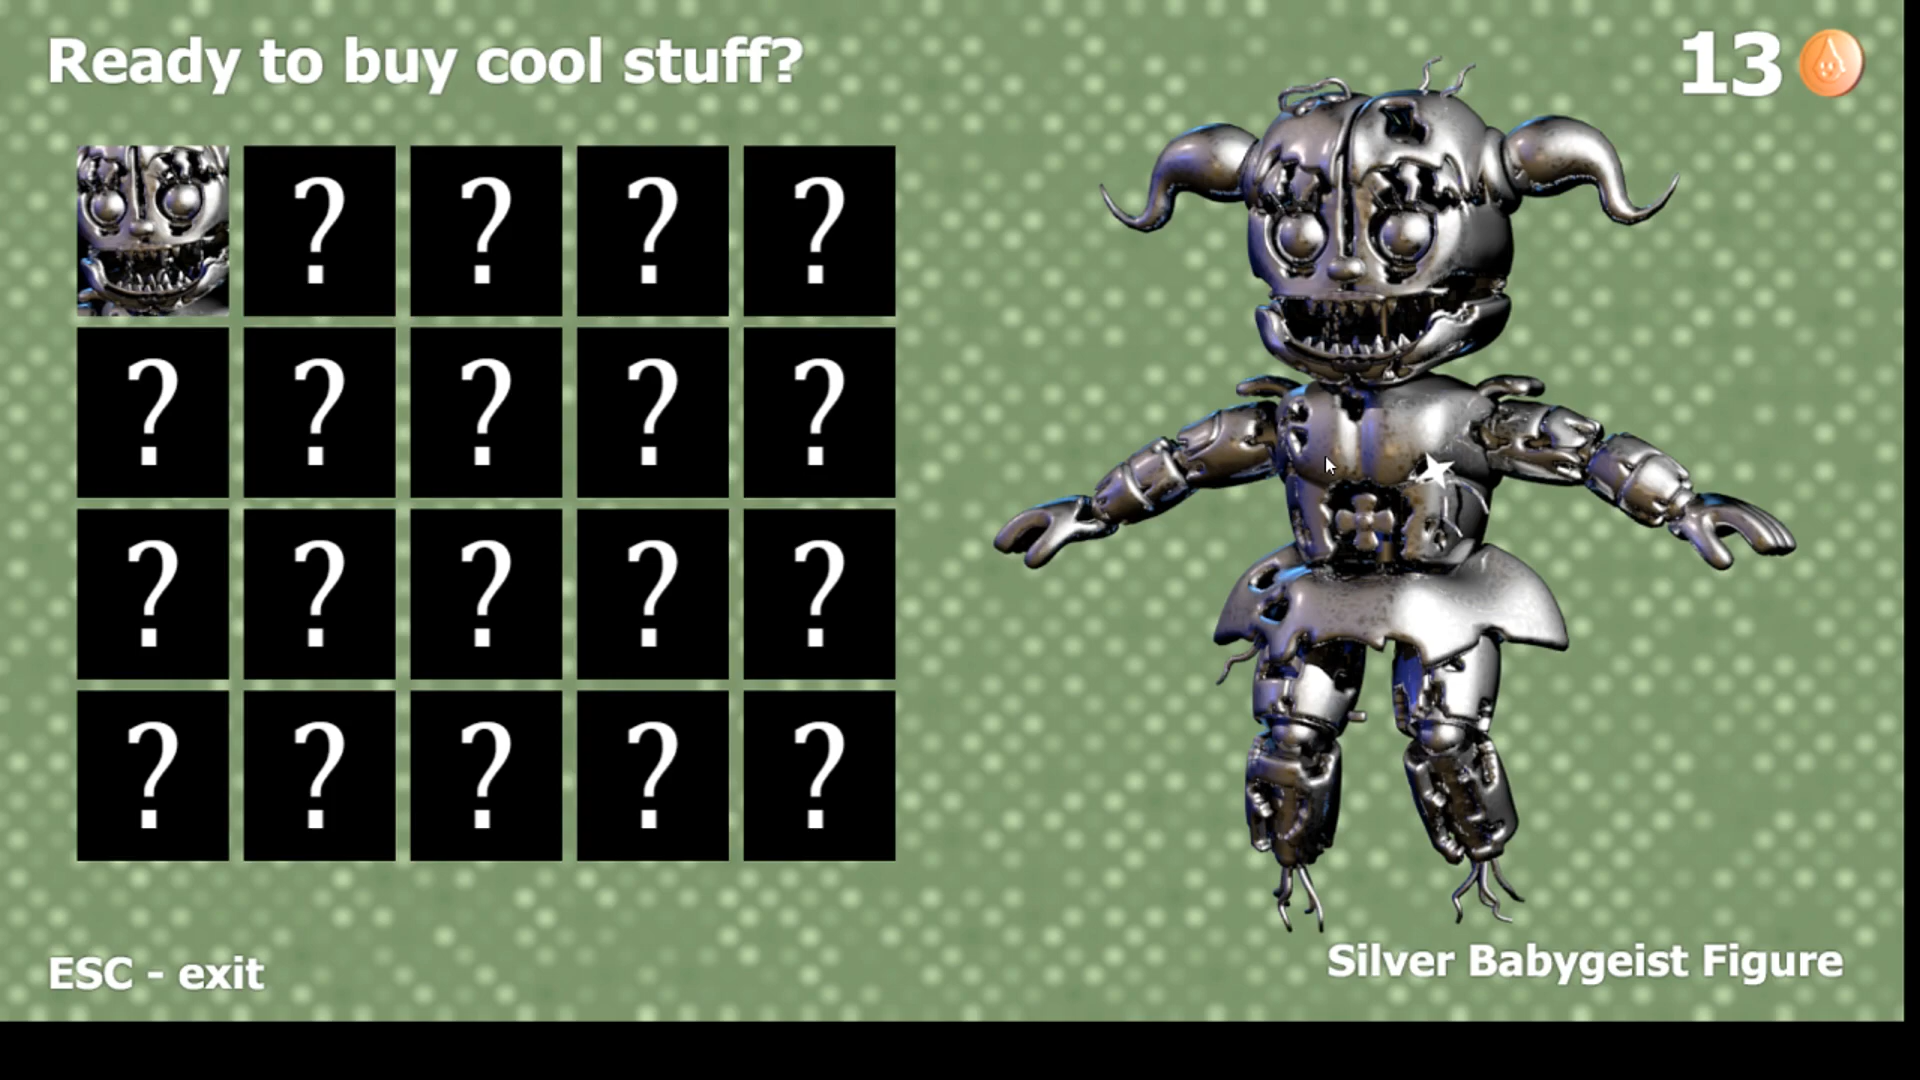 Ready to buy cool stuff?
13
? ? ? ?
? ? ? ? ?
? ? ? ? ?
? ? ? ? ?
ESC - exit
Silver Babygeist Figure